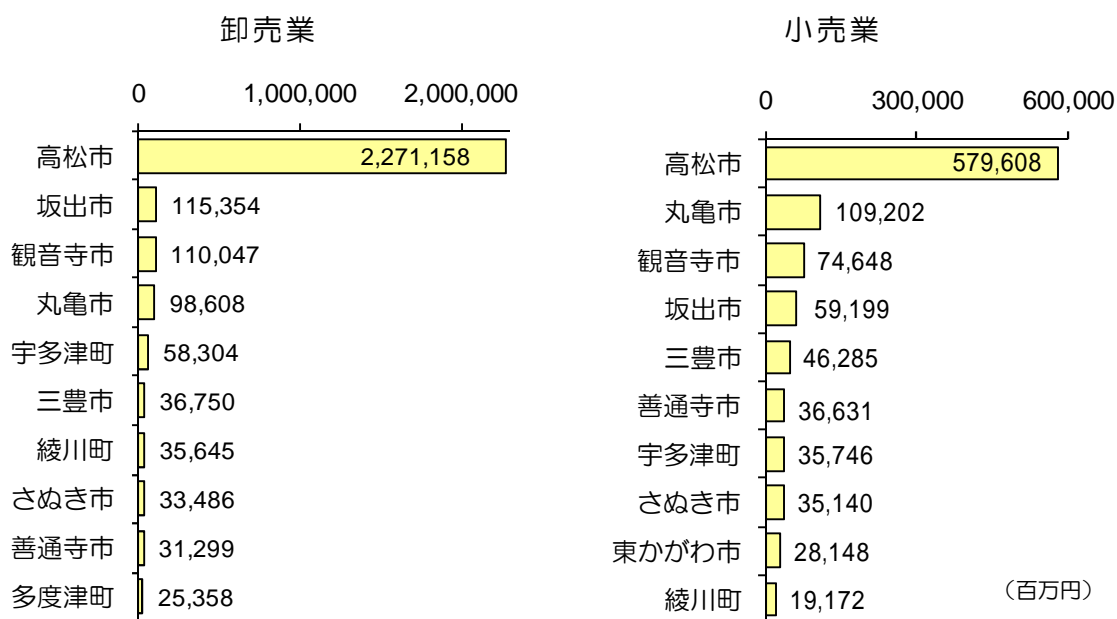 卸売業
0 1,000,000 2,000,000
高松市 2,271,158
坂出市 115,354
観音寺市 110,047
丸亀市 98,608
宇多津町 58,304
三豊市 36,750
綾川町 35,645
さぬき市 33,486
善通寺市 31,299
多度津町 25,358
小売業
0 300,000 600,000
高松市 579,608
丸亀市 109,202
観音寺市 74,648
坂出市 59,199
三豊市 46,285
善通寺市 36,631
宇多津町 35,746
さぬき市 35,140
東かがわ市 28,148
綾川町 19,172
（百万円）